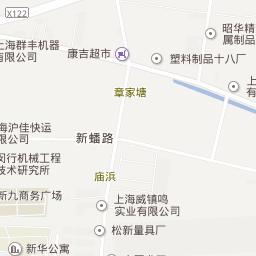 X122
昭华精
属制品
上海群丰机器
有限公司
康吉超市
塑料制品十八厂
上
有
章家塘
海沪佳快运
限公司
新蟠路
闵行机械工程
技术研究所
庙浜
新九商务广场
上海威镇鸣
实业有限公司
松新量具厂
新华公寓